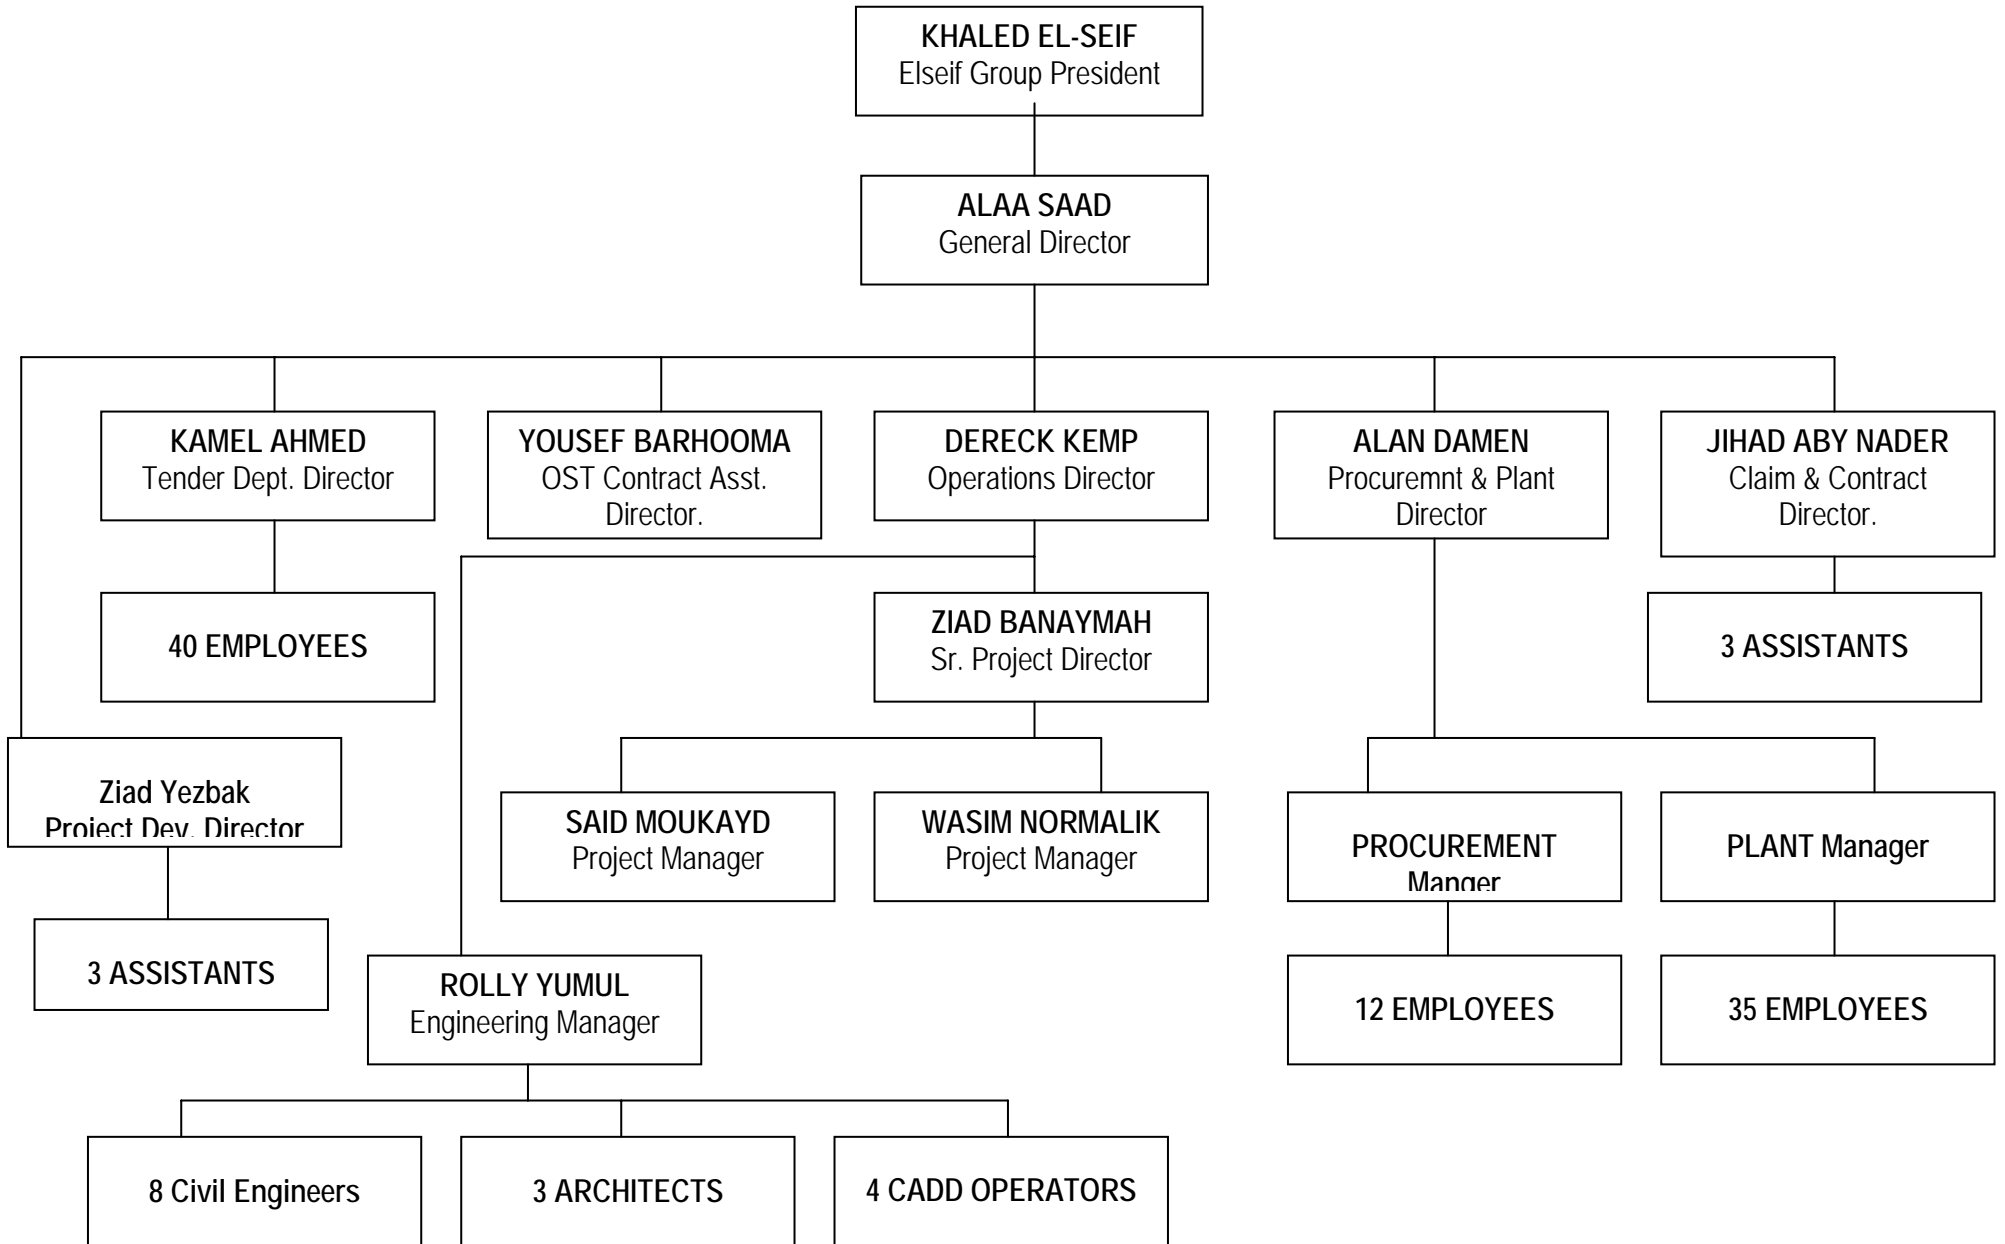 KHALED EL-SEIF
Elseif Group President
ALAA SAAD
General Director
KAMEL AHMED
Tender Dept. Director
YOUSEF BARHOOMA
OST Contract Asst.
Director.
DERECK KEMP
Operations Director
ALAN DAMEN
Procuremnt & Plant
Director
JIHAD ABY NADER
Claim & Contract
Director.
40 EMPLOYEES
ZIAD BANAYMAH
Sr. Project Director
3 ASSISTANTS
Ziad Yezbak
Project Dev. Director
SAID MOUKAYD
Project Manager
WASIM NORMALIK
Project Manager
PROCUREMENT
Manger
PLANT Manager
3 ASSISTANTS
ROLLY YUMUL
Engineering Manager
12 EMPLOYEES
35 EMPLOYEES
8 Civil Engineers
3 ARCHITECTS
4 CADD OPERATORS